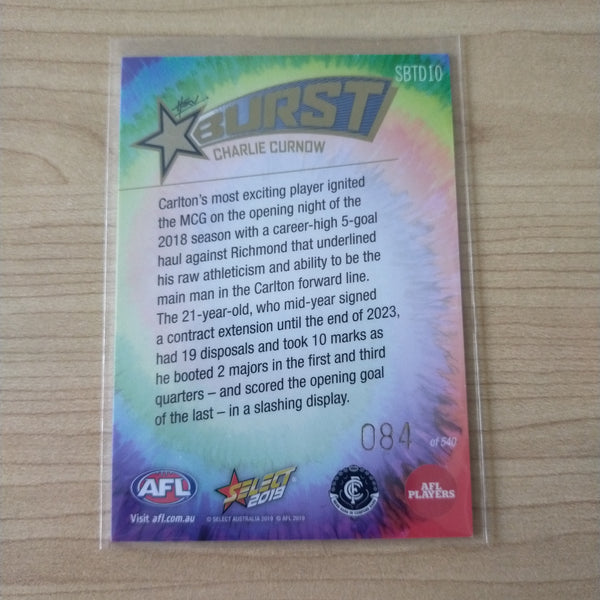 SBTD10
BURST
CHARLIE CURNOW
Carlton's most exciting player ignited
the MCG on the opening night of the
2018 season with a career-high 5-goal
haul against Richmond that underlined
his raw athleticism and ability to be the
main man in the Carlton forward line.
The 21-year-old, who mid-year signed
a contract extension until the end of 2023,
had 19 disposals and took 10 marks as
he booted 2 majors in the first and third
quarters – and scored the opening goal
of the last – in a slashing display.
084 of 540
AFL
SELECT
2019
AFL
PLAYERS
Visit afl.com.au
© SELECT AUSTRALIA 2019 © AFL 2019